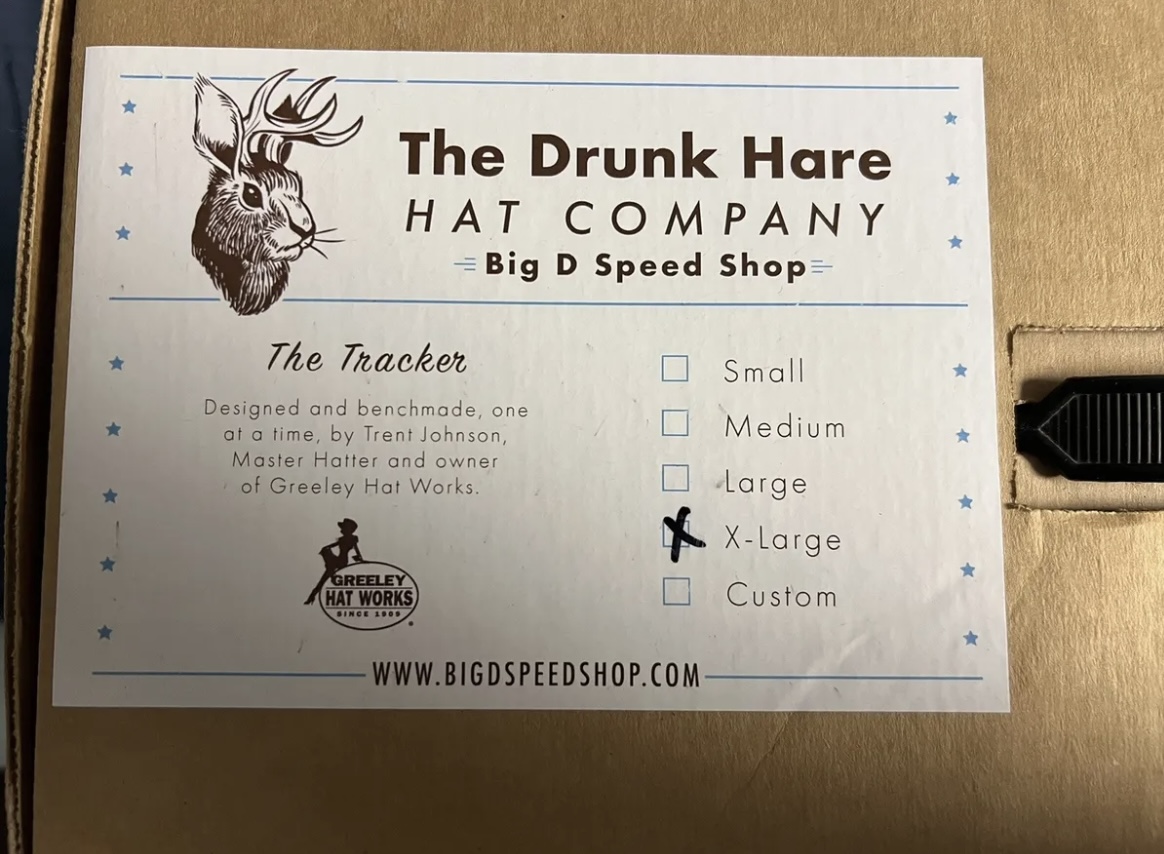 The Drunk Hare
HAT COMPANY
Big D Speed Shop
The Tracker
Designed and benchmade, one
at a time, by Trent Johnson,
Master Hatter and owner
of Greeley Hat Works.
GREELEY
HAT WORKS
SINCE 1909
Small
Medium
Large
X X-Large
Custom
WWW.BIGDSPEEDSHOP.COM